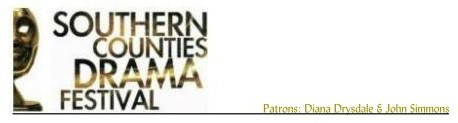 SOUTHERN
COUNTIES
DRAMA
FESTIVAL
Patrons: Diana Drysdale & John Simmons